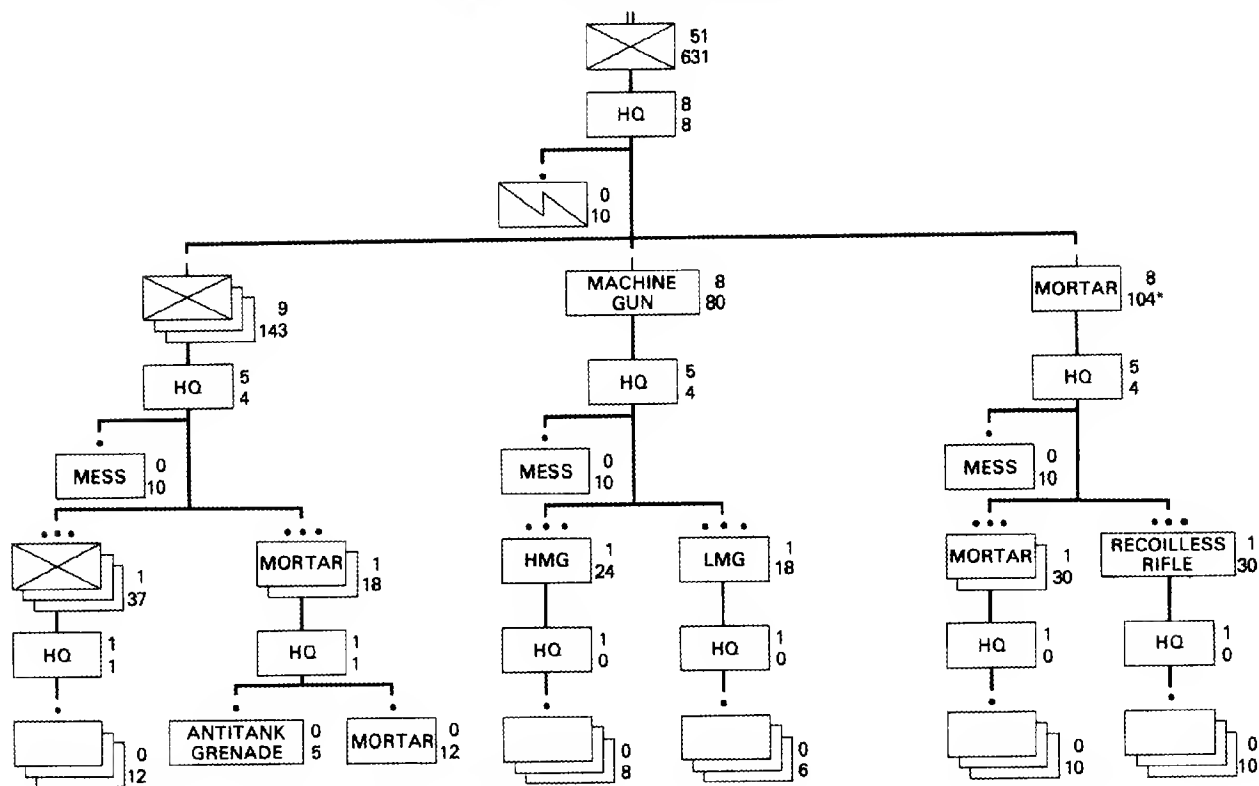 51
631
HQ
8
8
0
10
9
143
MACHINE
GUN
8
80
MORTAR
8
104*
HQ
5
4
HQ
5
4
HQ
5
4
MESS
0
10
MESS
0
10
MESS
0
10
1
37
MORTAR
1
18
HMG
1
24
LMG
1
18
MORTAR
1
30
RECOILLESS
RIFLE
1
30
HQ
1
1
HQ
1
1
HQ
1
0
HQ
1
0
HQ
1
0
HQ
1
0
0
12
ANTITANK
GRENADE
0
5
MORTAR
0
12
0
8
0
6
0
10
0
10